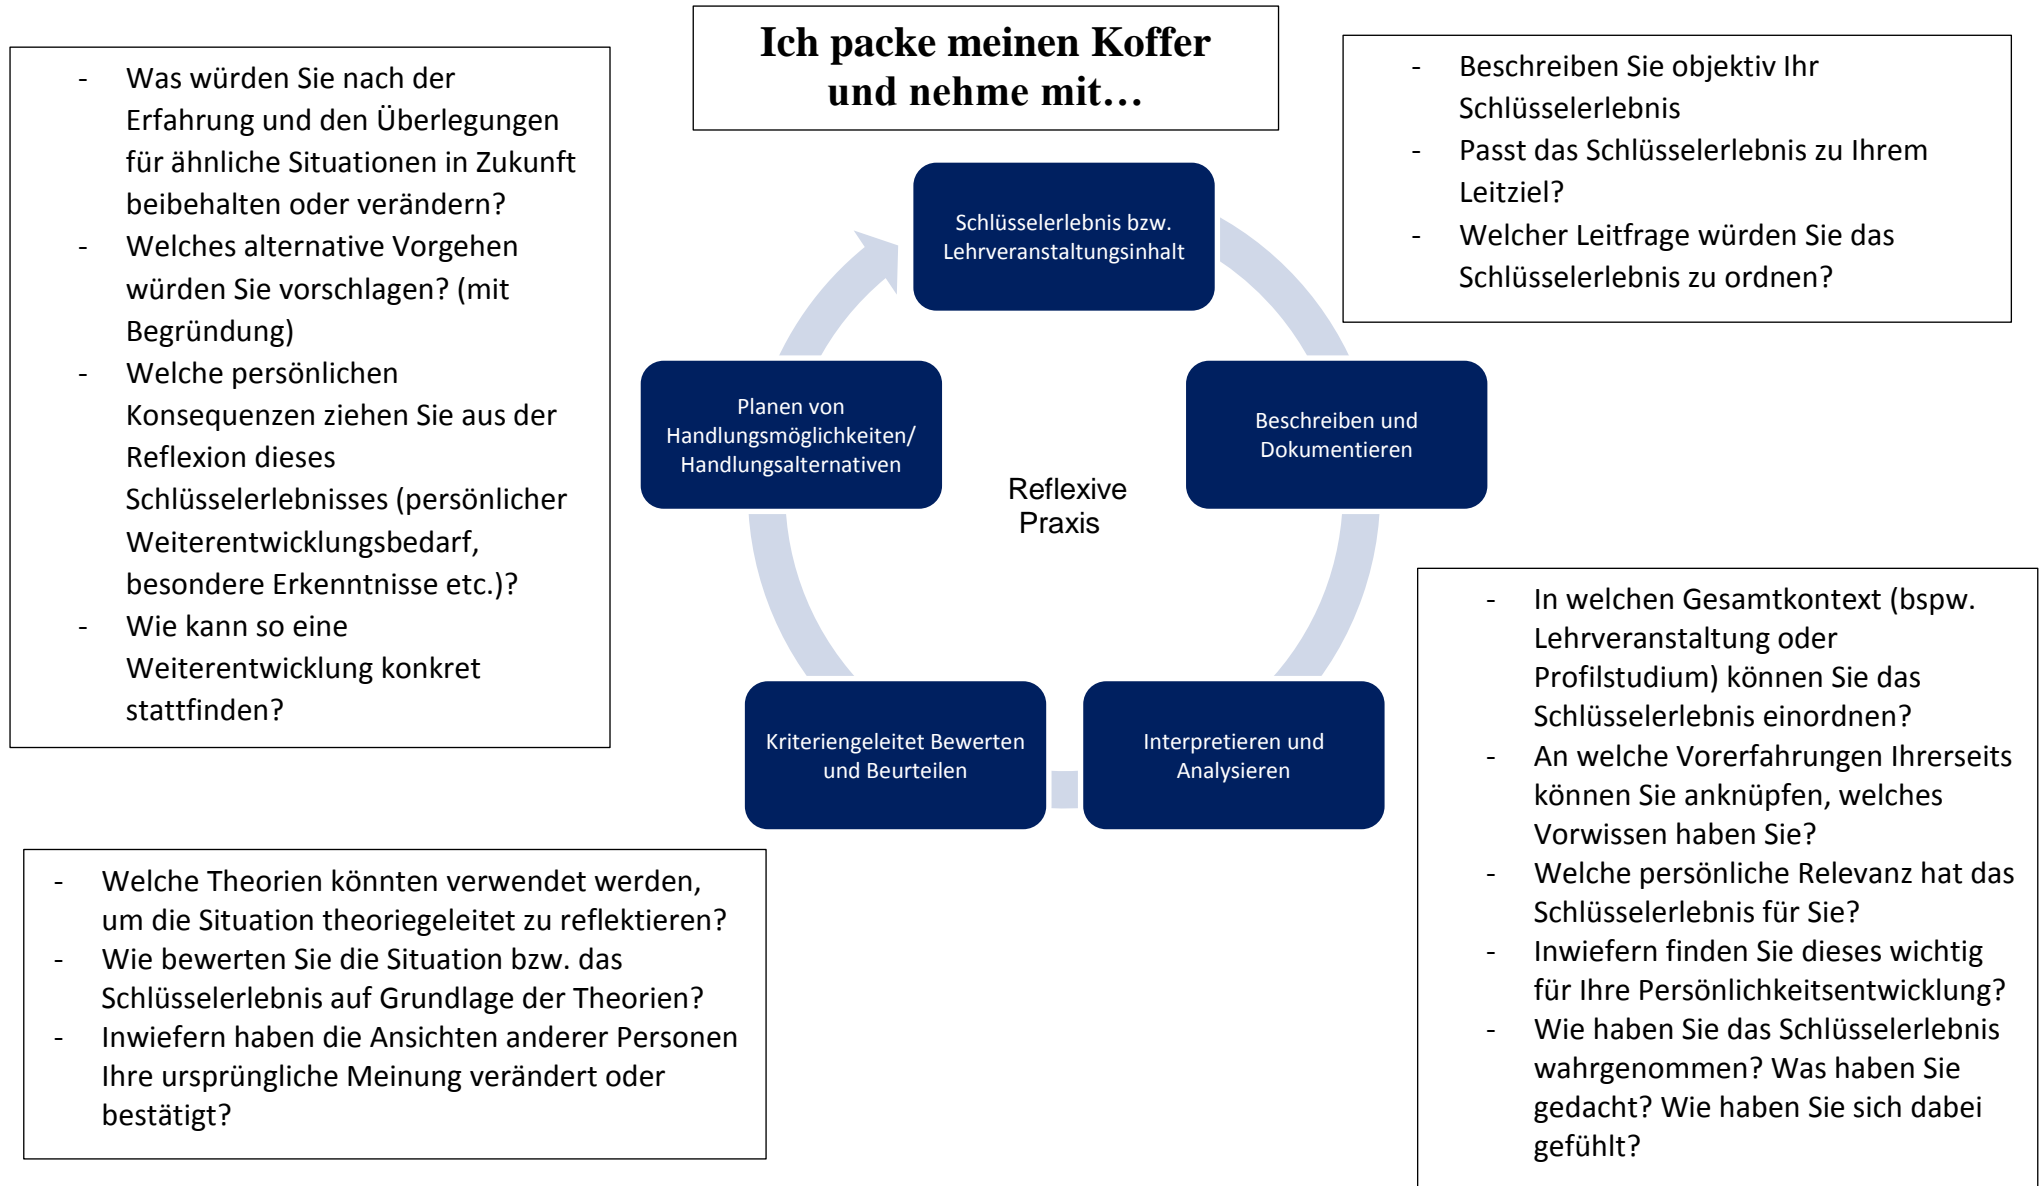 Ich packe meinen Koffer
und nehme mit…
- Was würden Sie nach der
Erfahrung und den Überlegungen
für ähnliche Situationen in Zukunft
beibehalten oder verändern?
- Welches alternative Vorgehen
würden Sie vorschlagen? (mit
Begründung)
- Welche persönlichen
Konsequenzen ziehen Sie aus der
Reflexion dieses
Schlüsselerlebnisses (persönlicher
Weiterentwicklungsbedarf,
besondere Erkenntnisse etc.)?
- Wie kann so eine
Weiterentwicklung konkret
stattfinden?
- Beschreiben Sie objektiv Ihr
Schlüsselerlebnis
- Passt das Schlüsselerlebnis zu Ihrem
Leitziel?
- Welcher Leitfrage würden Sie das
Schlüsselerlebnis zu ordnen?
Schlüsselerlebnis bzw.
Lehrveranstaltungsinhalt
Beschreiben und
Dokumentieren
Interpretieren und
Analysieren
Kriteriengeleitet Bewerten
und Beurteilen
Planen von
Handlungsmöglichkeiten/
Handlungsalternativen
Reflexive
Praxis
- In welchen Gesamtkontext (bspw.
Lehrveranstaltung oder
Profilstudium) können Sie das
Schlüsselerlebnis einordnen?
- An welche Vorerfahrungen Ihrerseits
können Sie anknüpfen, welches
Vorwissen haben Sie?
- Welche persönliche Relevanz hat das
Schlüsselerlebnis für Sie?
- Inwiefern finden Sie dieses wichtig
für Ihre Persönlichkeitsentwicklung?
- Wie haben Sie das Schlüsselerlebnis
wahrgenommen? Was haben Sie
gedacht? Wie haben Sie sich dabei
gefühlt?
- Welche Theorien könnten verwendet werden,
um die Situation theoriegeleitet zu reflektieren?
- Wie bewerten Sie die Situation bzw. das
Schlüsselerlebnis auf Grundlage der Theorien?
- Inwiefern haben die Ansichten anderer Personen
Ihre ursprüngliche Meinung verändert oder
bestätigt?